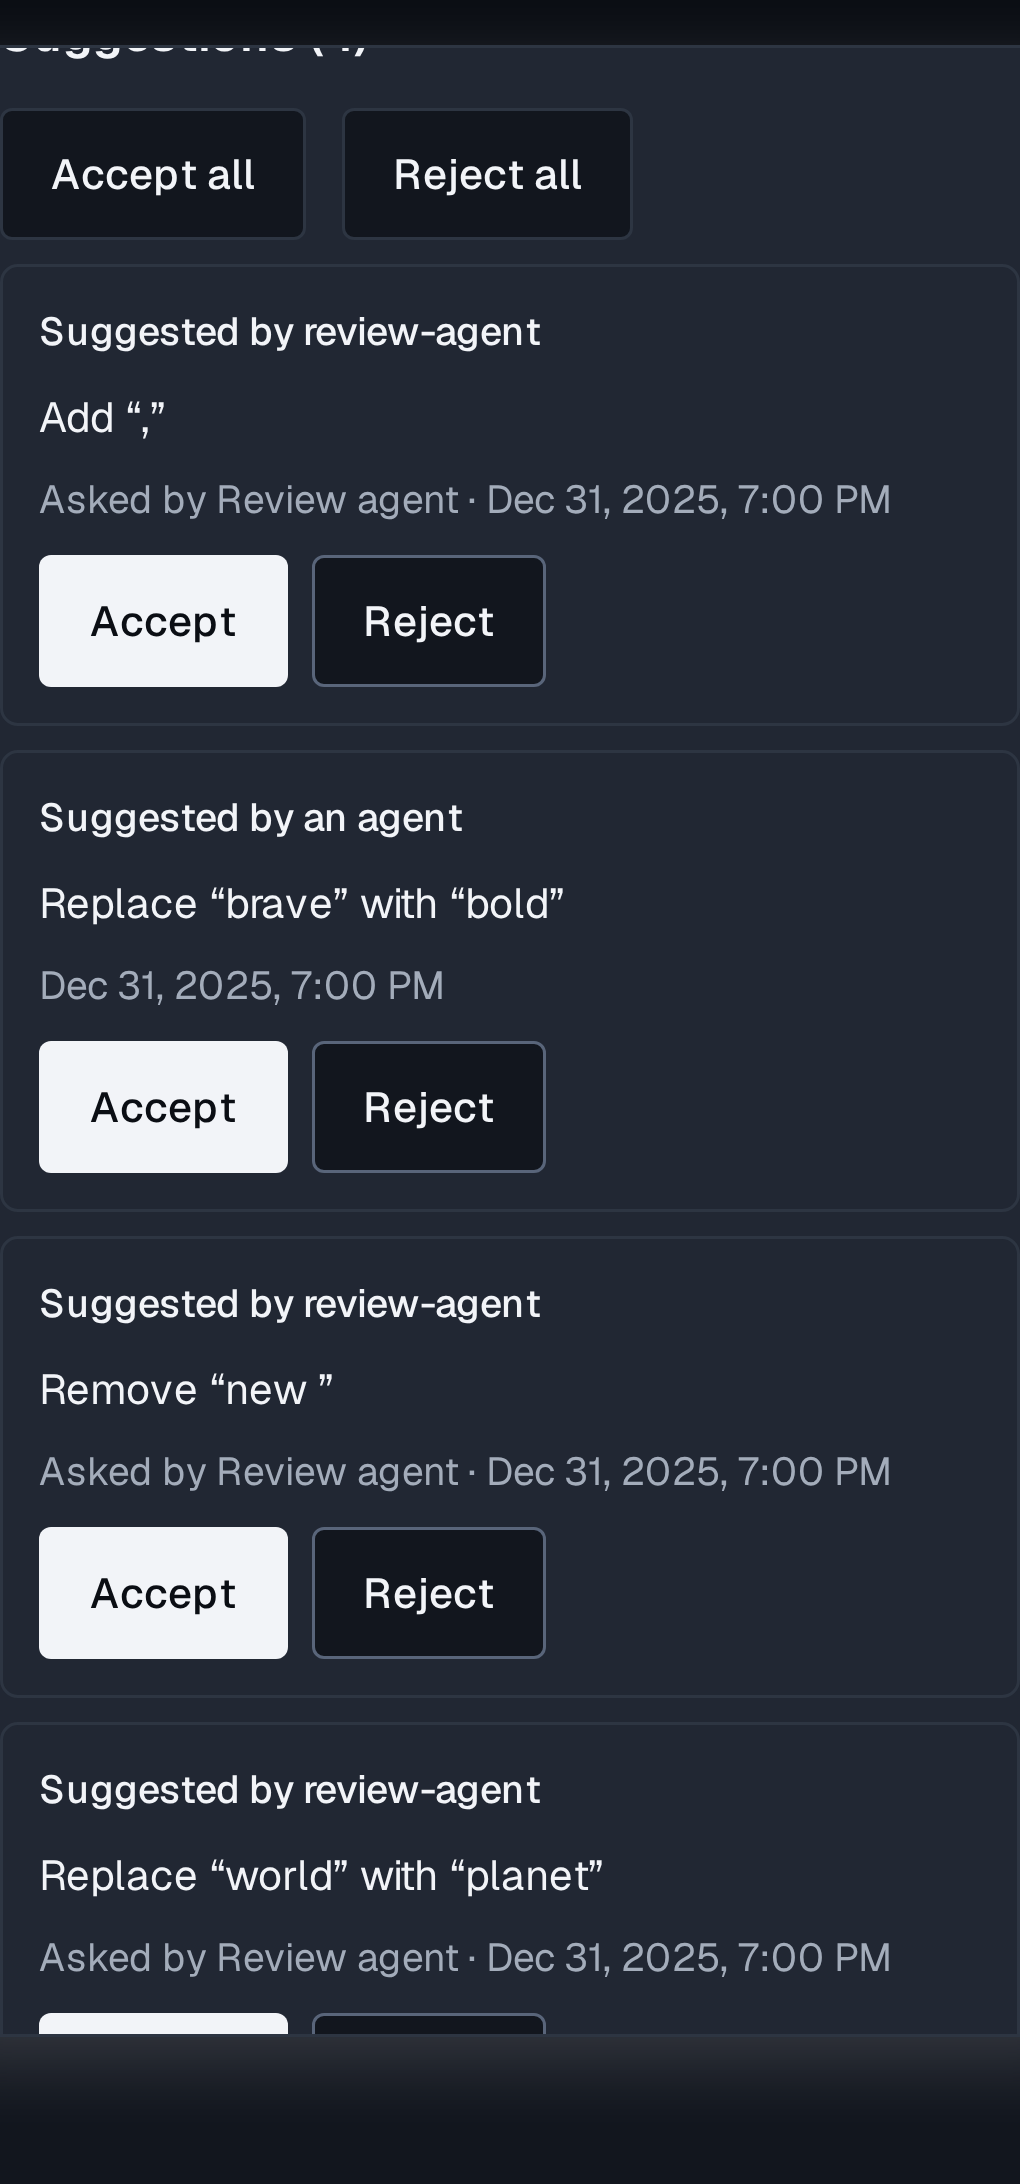 Suggestions (4)
Accept all
Reject all
Suggested by review-agent
Add “,”
Asked by Review agent · Dec 31, 2025, 7:00 PM
Accept
Reject
Suggested by an agent
Replace “brave” with “bold”
Dec 31, 2025, 7:00 PM
Accept
Reject
Suggested by review-agent
Remove “new ”
Asked by Review agent · Dec 31, 2025, 7:00 PM
Accept
Reject
Suggested by review-agent
Replace “world” with “planet”
Asked by Review agent · Dec 31, 2025, 7:00 PM